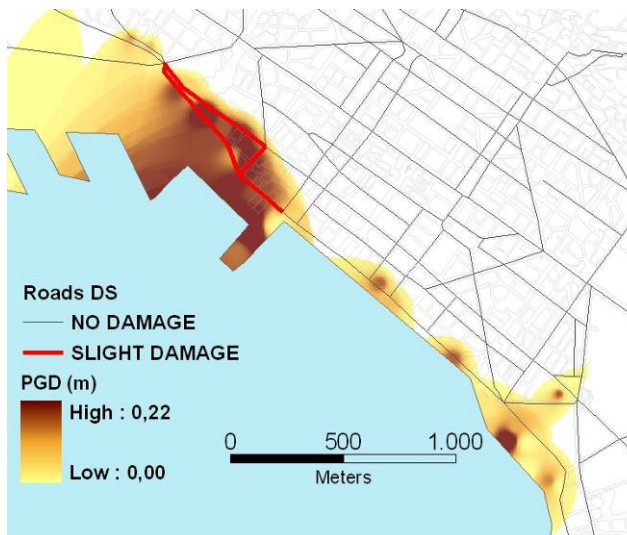 Roads DS
NO DAMAGE
SLIGHT DAMAGE
PGD (m)
High : 0,22
Low : 0,00
0 500 1.000
Meters